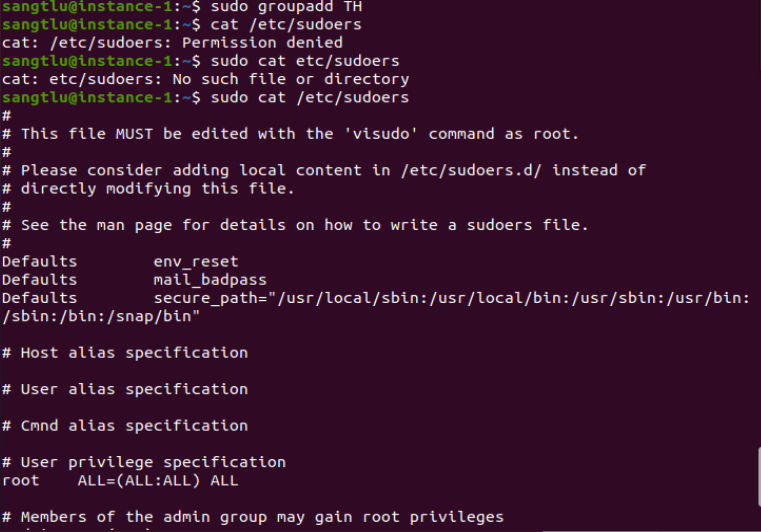 sangtlu@instance-1:~$ sudo groupadd TH
sangtlu@instance-1:~$ cat /etc/sudoers
cat: /etc/sudoers: Permission denied
sangtlu@instance-1:~$ sudo cat etc/sudoers
cat: etc/sudoers: No such file or directory
sangtlu@instance-1:~$ sudo cat /etc/sudoers
#
# This file MUST be edited with the 'visudo' command as root.
#
# Please consider adding local content in /etc/sudoers.d/ instead of
# directly modifying this file.
#
# See the man page for details on how to write a sudoers file.
#
Defaults        env_reset
Defaults        mail_badpass
Defaults        secure_path="/usr/local/sbin:/usr/local/bin:/usr/sbin:/usr/bin:
/sbin:/bin:/snap/bin"
# Host alias specification
# User alias specification
# Cmnd alias specification
# User privilege specification
root    ALL=(ALL:ALL) ALL
# Members of the admin group may gain root privileges